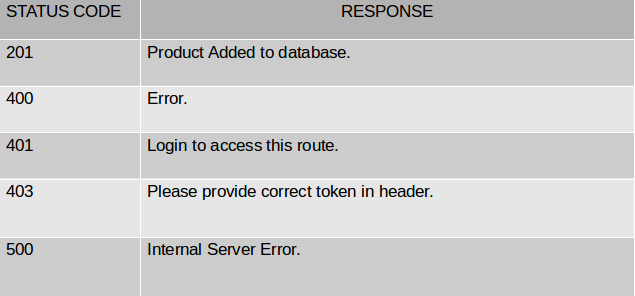 STATUS CODE RESPONSE
201 Product Added to database.
400 Error.
401 Login to access this route.
403 Please provide correct token in header.
500 Internal Server Error.